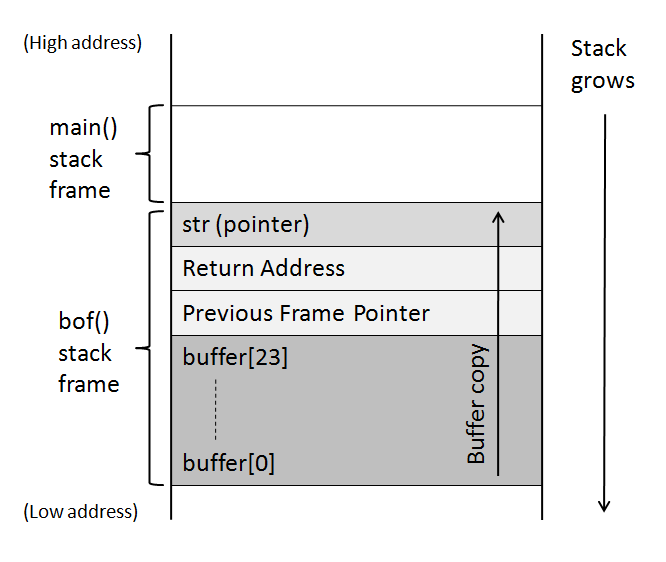 (High address)
Stack
grows
main()
stack
frame
str (pointer)
Return Address
Previous Frame Pointer
bof()
stack
frame
buffer[23]
Buffer copy
buffer[0]
(Low address)